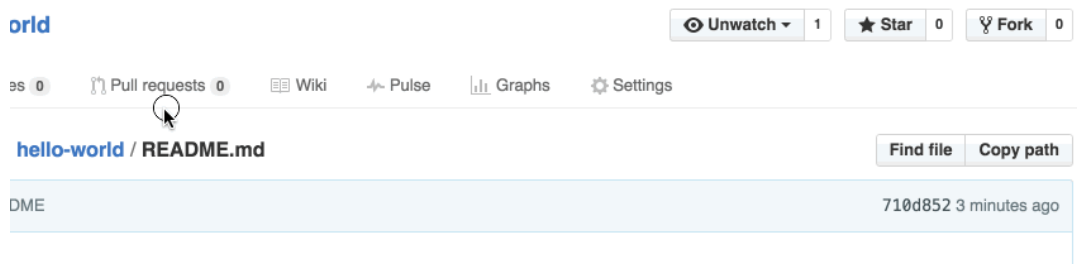 orld Unwatch 1 Star 0 Fork 0
es 0 Pull requests 0 Wiki Pulse Graphs Settings
hello-world / README.md Find file Copy path
DME 710d852 3 minutes ago